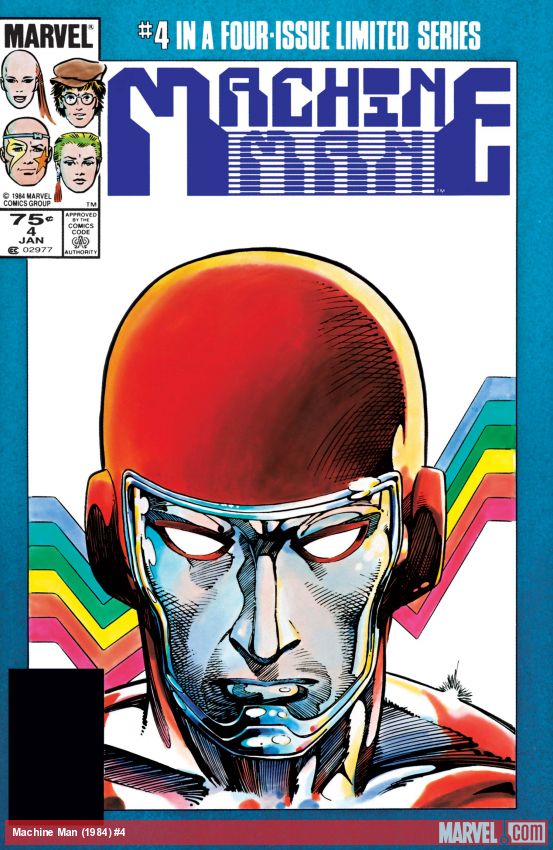 MARVEL®
#4 IN A FOUR-ISSUE LIMITED SERIES
MACHINE
MAN
TM
© 1984 MARVEL
COMICS GROUP
TM
75¢
4
JAN
02977
APPROVED
BY THE
COMICS
CODE
AUTHORITY
Machine Man (1984) #4
MARVEL.com